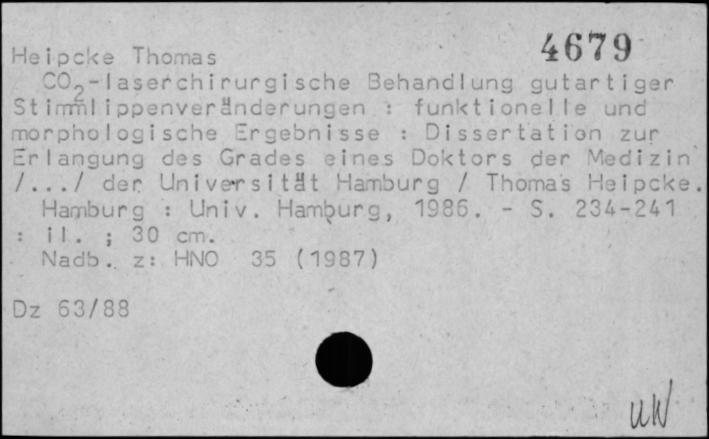 4679
Heipcke Thomas
CO₂-laserchirurgische Behandlung gutartiger
Stimmlippenveränderungen : funktionelle und
morphologische Ergebnisse : Dissertation zur
Erlangung des Grades eines Doktors der Medizin
/.../ der Universität Hamburg / Thomas Heipcke.
Hamburg : Univ. Hamburg, 1986. - S. 234-241
: il. ; 30 cm.
Nadb. z: HNO 35 (1987)
Dz 63/88
uW